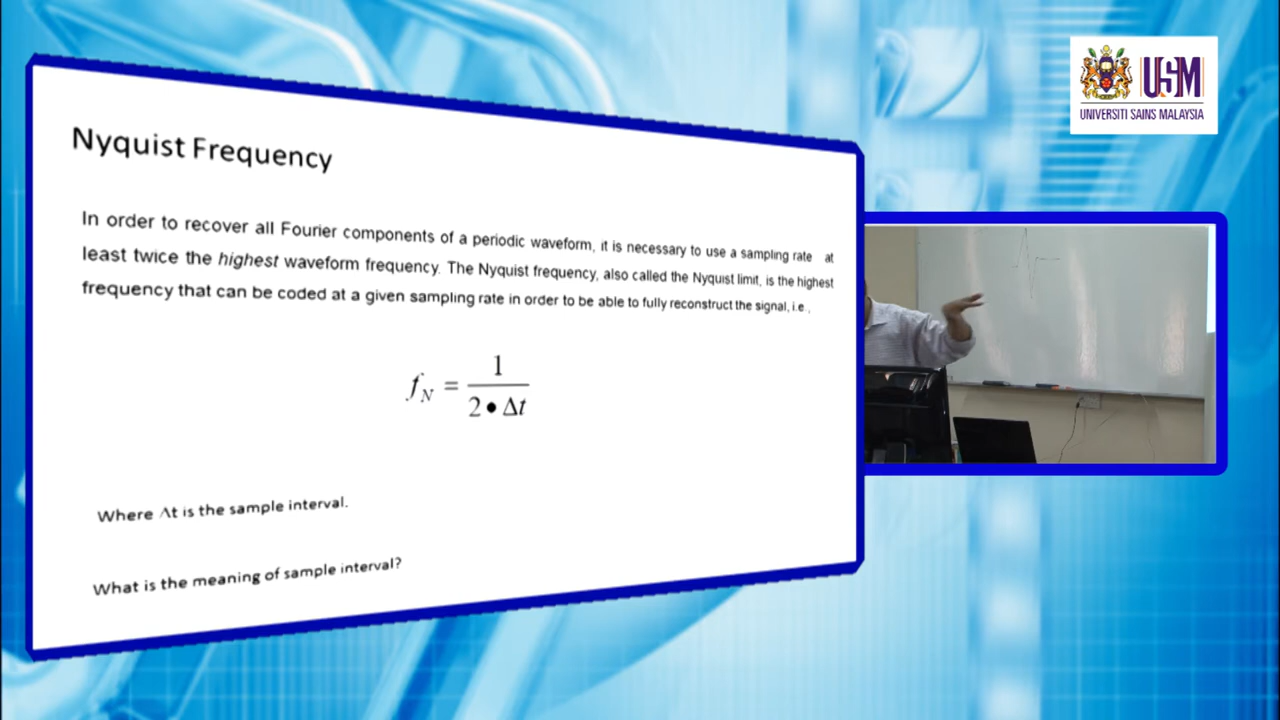 Nyquist Frequency
In order to recover all Fourier components of a periodic waveform, it is necessary to use a sampling rate at
least twice the highest waveform frequency. The Nyquist frequency, also called the Nyquist limit, is the highest
frequency that can be coded at a given sampling rate in order to be able to fully reconstruct the signal, i.e.,
f_N = 1 / (2 • Δt)
Where Δt is the sample interval.
What is the meaning of sample interval?
USM
UNIVERSITI SAINS MALAYSIA